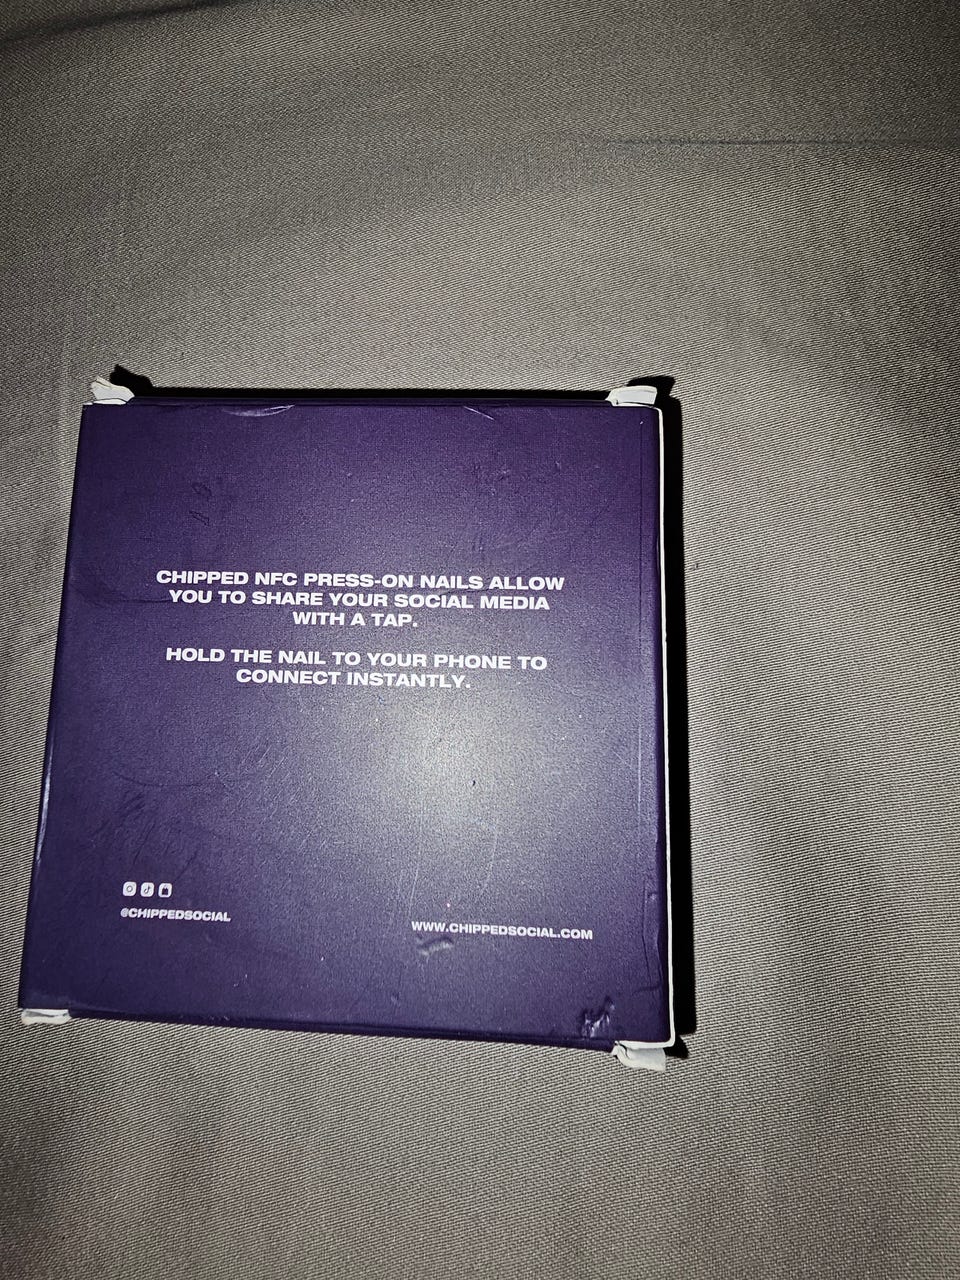 CHIPPED NFC PRESS-ON NAILS ALLOW
YOU TO SHARE YOUR SOCIAL MEDIA
WITH A TAP.
HOLD THE NAIL TO YOUR PHONE TO
CONNECT INSTANTLY.
@CHIPPEDSOCIAL
WWW.CHIPPEDSOCIAL.COM